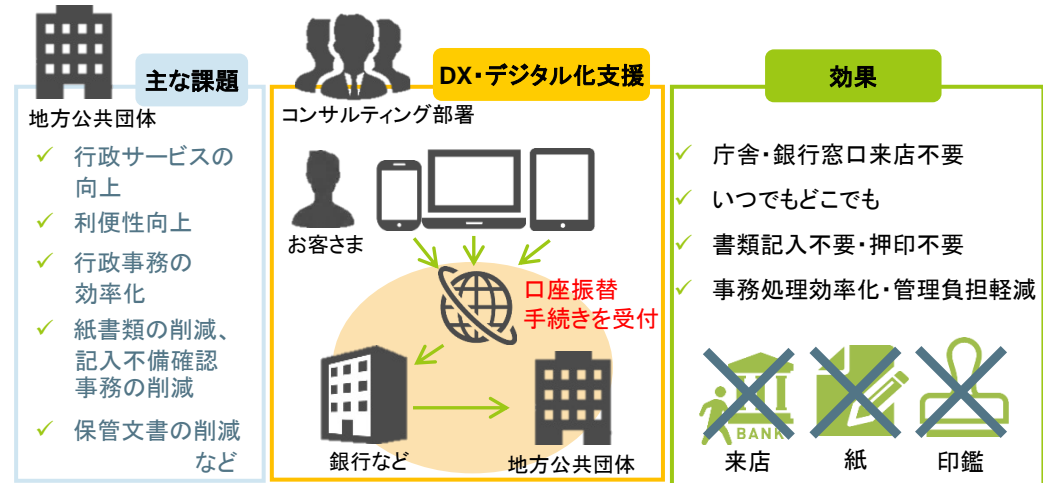 主な課題
地方公共団体
✓ 行政サービスの
向上
✓ 利便性向上
✓ 行政事務の
効率化
✓ 紙書類の削減、
記入不備確認
事務の削減
✓ 保管文書の削減
など
DX・デジタル化支援
コンサルティング部署
お客さま
口座振替
手続きを受付
銀行など
地方公共団体
効果
✓ 庁舎・銀行窓口来店不要
✓ いつでもどこでも
✓ 書類記入不要・押印不要
✓ 事務処理効率化・管理負担軽減
BANK
来店
紙
印鑑